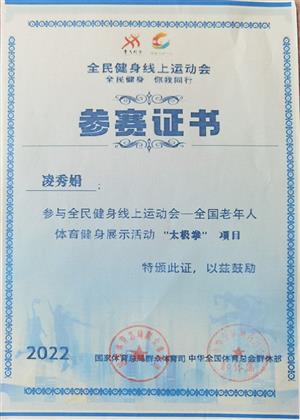 全民健身线上运动会
全民健身 你我同行
参赛证书
凌秀娟：
参与全民健身线上运动会—全国老年人
体育健身展示活动 “太极拳” 项目
特颁此证，以兹鼓励
2022
国家体育总局群众体育司 中华全国体育总会群体部